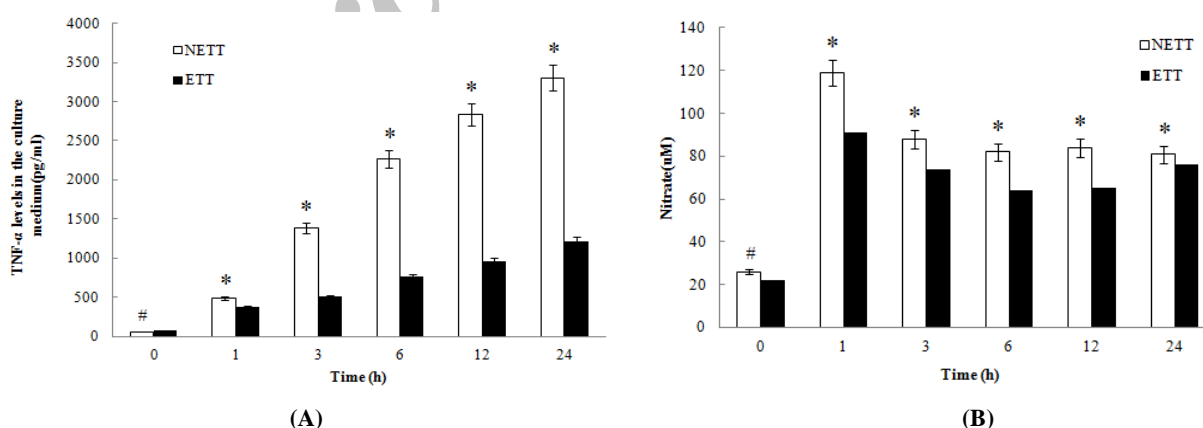 4000
3500
3000
2500
2000
1500
1000
500
0
TNF-α levels in the culture
medium(pg/ml)
NETT
ETT
#
*
*
*
*
*
0 1 3 6 12 24
Time (h)
(A)
140
120
100
80
60
40
20
0
Nitrate(uM)
NETT
ETT
#
*
*
*
*
*
0 1 3 6 12 24
Time (h)
(B)